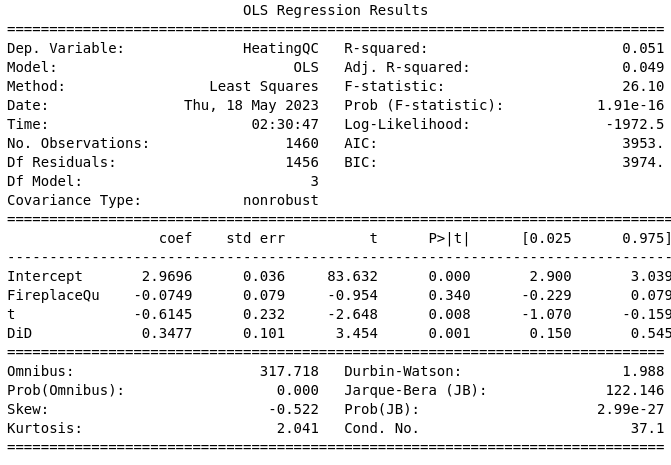 OLS Regression Results
==============================================================================
Dep. Variable: HeatingQC R-squared: 0.051
Model: OLS Adj. R-squared: 0.049
Method: Least Squares F-statistic: 26.10
Date: Thu, 18 May 2023 Prob (F-statistic): 1.91e-16
Time: 02:30:47 Log-Likelihood: -1972.5
No. Observations: 1460 AIC: 3953.
Df Residuals: 1456 BIC: 3974.
Df Model: 3
Covariance Type: nonrobust
===============================================================================
coef std err t P>|t| [0.025 0.975]
-------------------------------------------------------------------------------
Intercept 2.9696 0.036 83.632 0.000 2.900 3.039
FireplaceQu -0.0749 0.079 -0.954 0.340 -0.229 0.079
t -0.6145 0.232 -2.648 0.008 -1.070 -0.159
DiD 0.3477 0.101 3.454 0.001 0.150 0.545
==============================================================================
Omnibus: 317.718 Durbin-Watson: 1.988
Prob(Omnibus): 0.000 Jarque-Bera (JB): 122.146
Skew: -0.522 Prob(JB): 2.99e-27
Kurtosis: 2.041 Cond. No. 37.1
==============================================================================